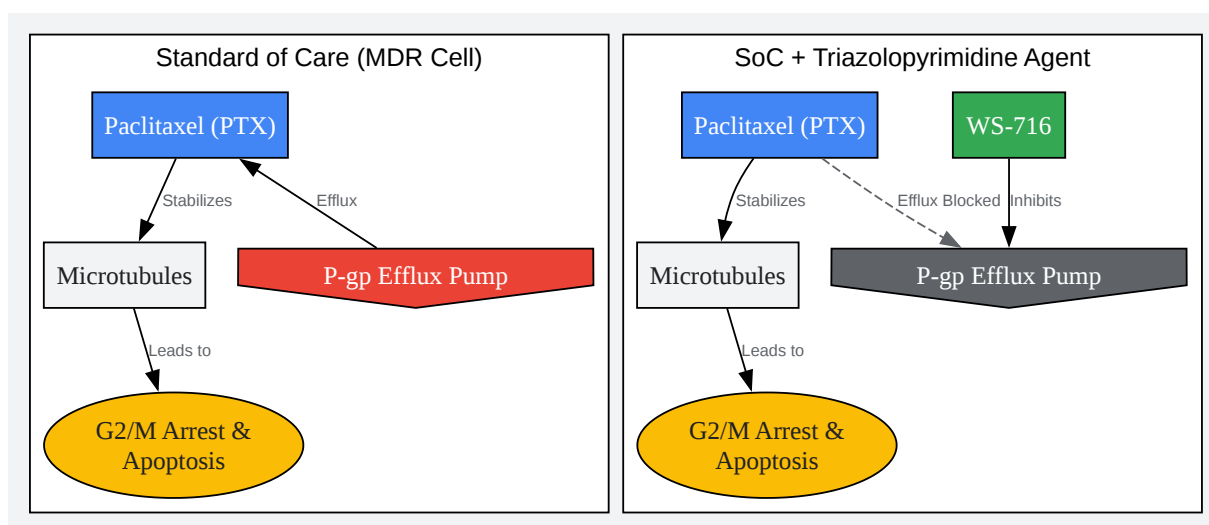 Standard of Care (MDR Cell)
Paclitaxel (PTX)
Stabilizes
Efflux
Microtubules
P-gp Efflux Pump
Leads to
G2/M Arrest &
Apoptosis
SoC + Triazolopyrimidine Agent
Paclitaxel (PTX)
WS-716
Stabilizes
Efflux Blocked
Inhibits
Microtubules
P-gp Efflux Pump
Leads to
G2/M Arrest &
Apoptosis